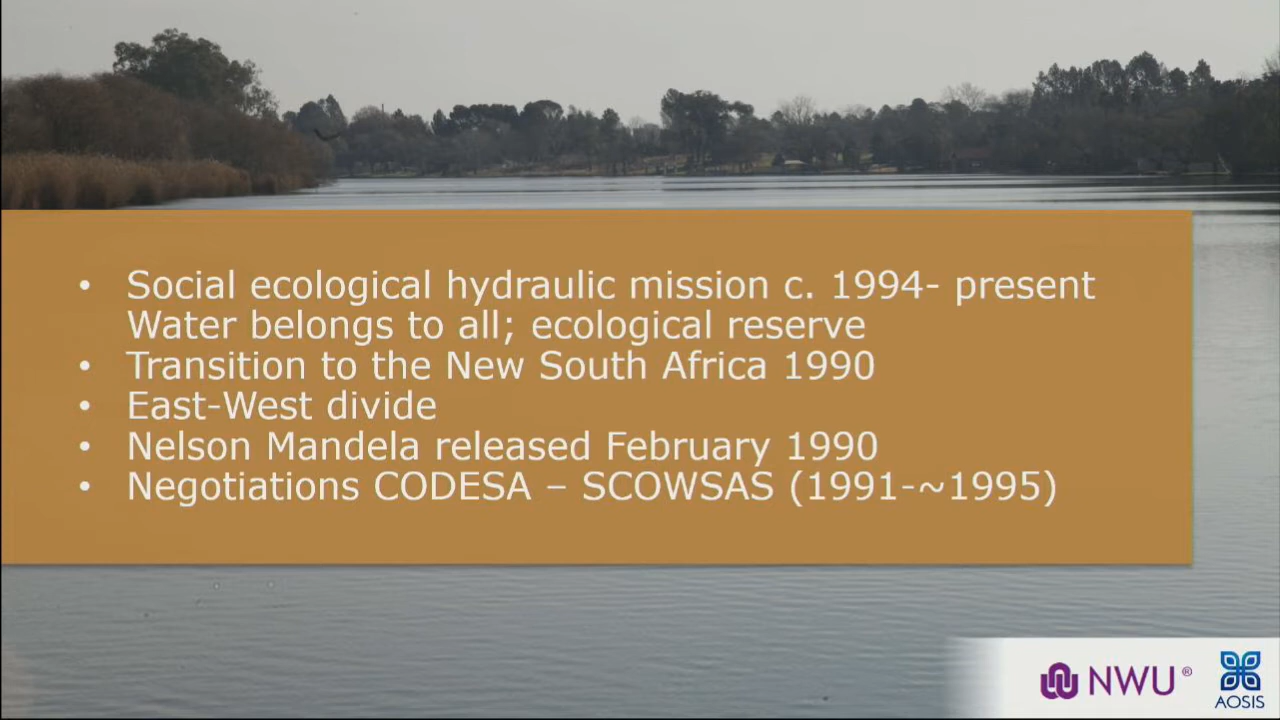 • Social ecological hydraulic mission c. 1994- present
Water belongs to all; ecological reserve
• Transition to the New South Africa 1990
• East-West divide
• Nelson Mandela released February 1990
• Negotiations CODESA – SCOWSAS (1991-~1995)
NWU®
AOSIS